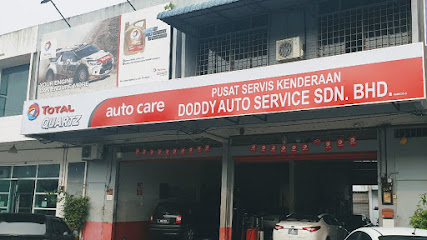 TOTAL
QUARTZ
auto care
PUSAT SERVIS KENDERAAN
DODDY AUTO SERVICE SDN. BHD.